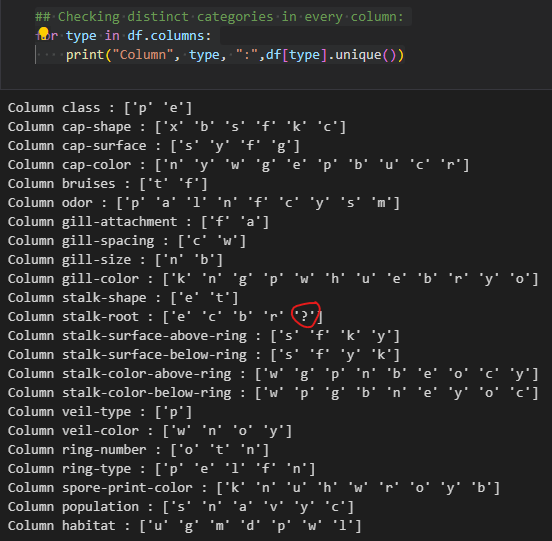 ## Checking distinct categories in every column:
for type in df.columns:
print("Column", type, ":",df[type].unique())
Column class : ['p' 'e']
Column cap-shape : ['x' 'b' 's' 'f' 'k' 'c']
Column cap-surface : ['s' 'y' 'f' 'g']
Column cap-color : ['n' 'y' 'w' 'g' 'e' 'p' 'b' 'u' 'c' 'r']
Column bruises : ['t' 'f']
Column odor : ['p' 'a' 'l' 'n' 'f' 'c' 'y' 's' 'm']
Column gill-attachment : ['f' 'a']
Column gill-spacing : ['c' 'w']
Column gill-size : ['n' 'b']
Column gill-color : ['k' 'n' 'g' 'p' 'w' 'h' 'u' 'e' 'b' 'r' 'y' 'o']
Column stalk-shape : ['e' 't']
Column stalk-root : ['e' 'c' 'b' 'r' '?']
Column stalk-surface-above-ring : ['s' 'f' 'k' 'y']
Column stalk-surface-below-ring : ['s' 'f' 'y' 'k']
Column stalk-color-above-ring : ['w' 'g' 'p' 'n' 'b' 'e' 'o' 'c' 'y']
Column stalk-color-below-ring : ['w' 'p' 'g' 'b' 'n' 'e' 'y' 'o' 'c']
Column veil-type : ['p']
Column veil-color : ['w' 'n' 'o' 'y']
Column ring-number : ['o' 't' 'n']
Column ring-type : ['p' 'e' 'l' 'f' 'n']
Column spore-print-color : ['k' 'n' 'u' 'h' 'w' 'r' 'o' 'y' 'b']
Column population : ['s' 'n' 'a' 'v' 'y' 'c']
Column habitat : ['u' 'g' 'm' 'd' 'p' 'w' 'l']